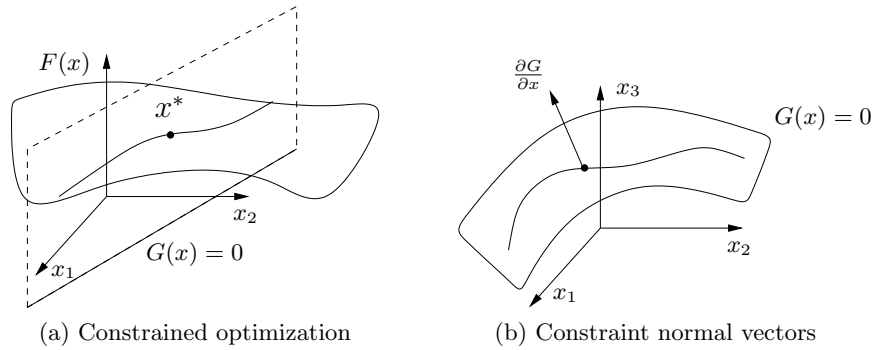 F(x)
x*
x₂
x₁
G(x) = 0
(a) Constrained optimization
∂G
∂x
x₃
G(x) = 0
x₂
x₁
(b) Constraint normal vectors